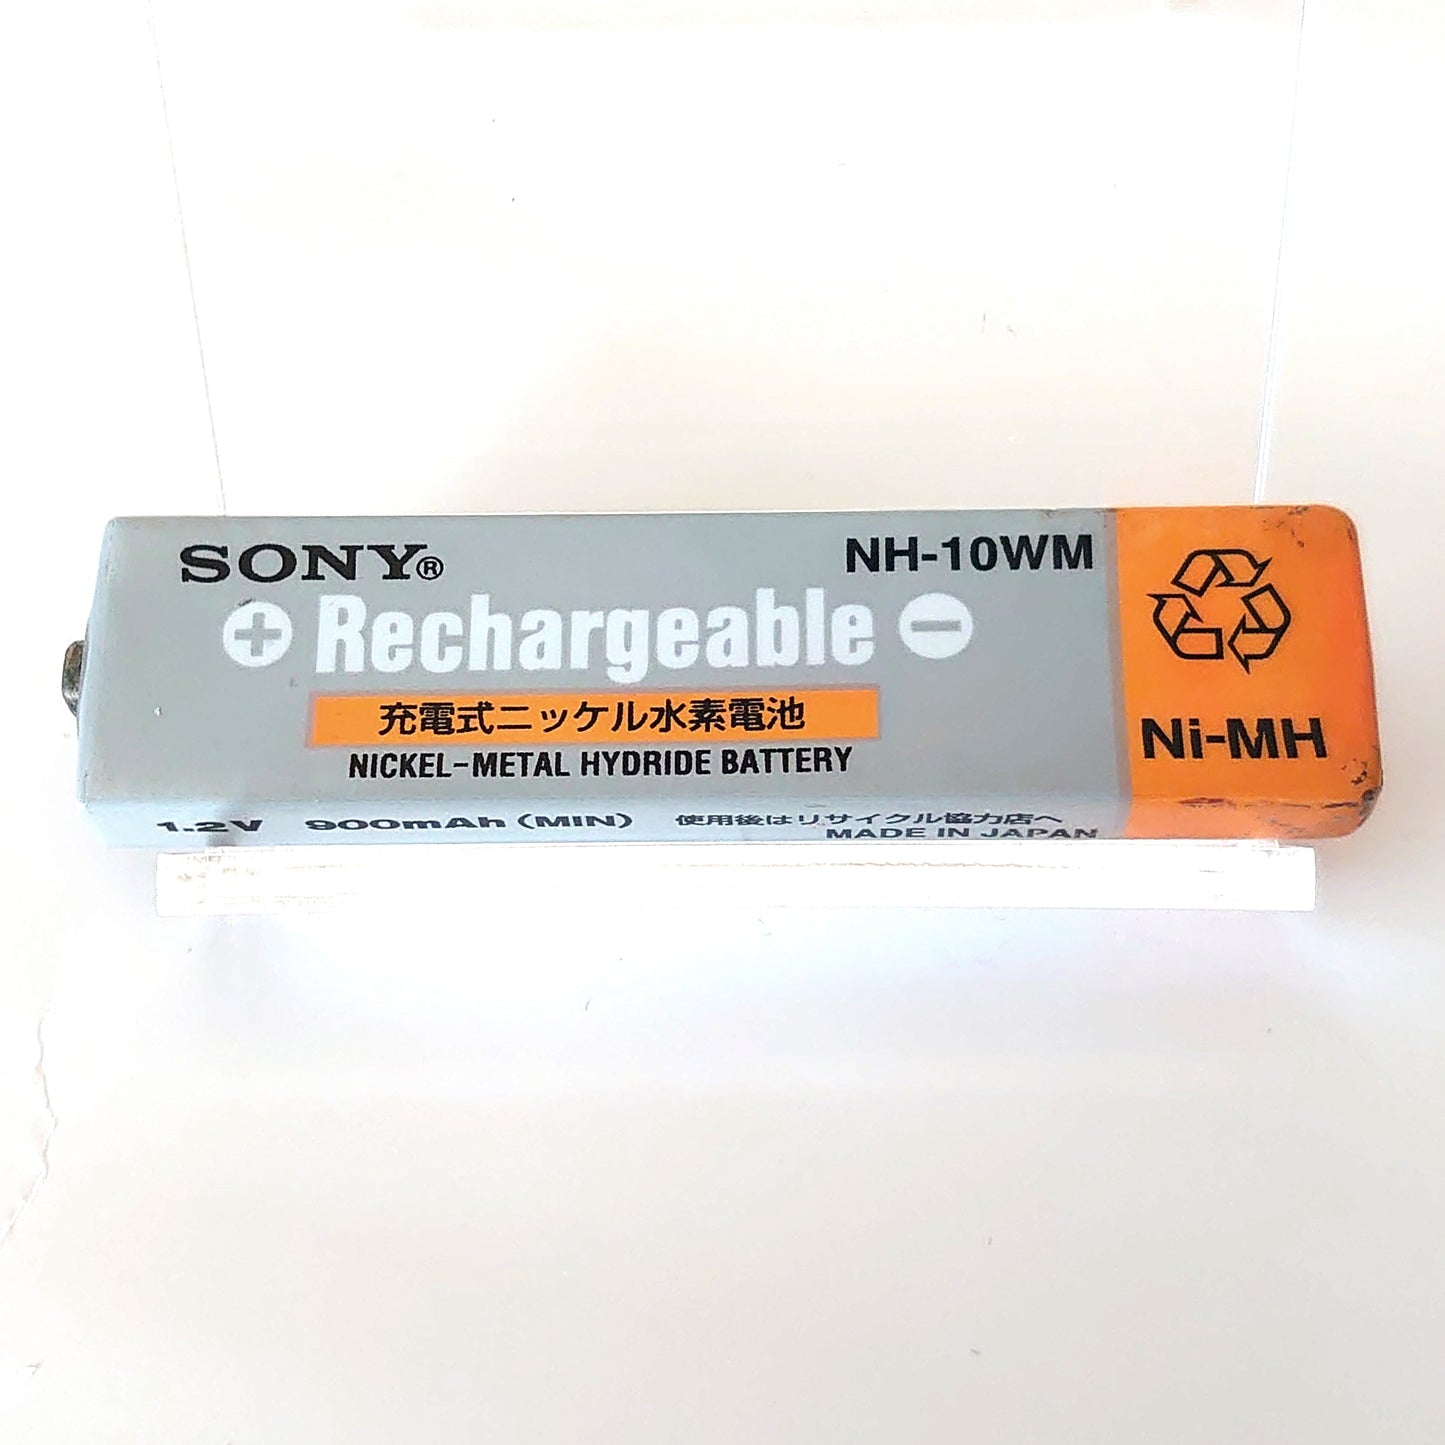 SONY®
NH-10WM
⊕ Rechargeable ⊖
充電式ニッケル水素電池
NICKEL-METAL HYDRIDE BATTERY
Ni-MH
1.2V 900mAh (MIN) 使用後はリサイクル協力店へ
MADE IN JAPAN